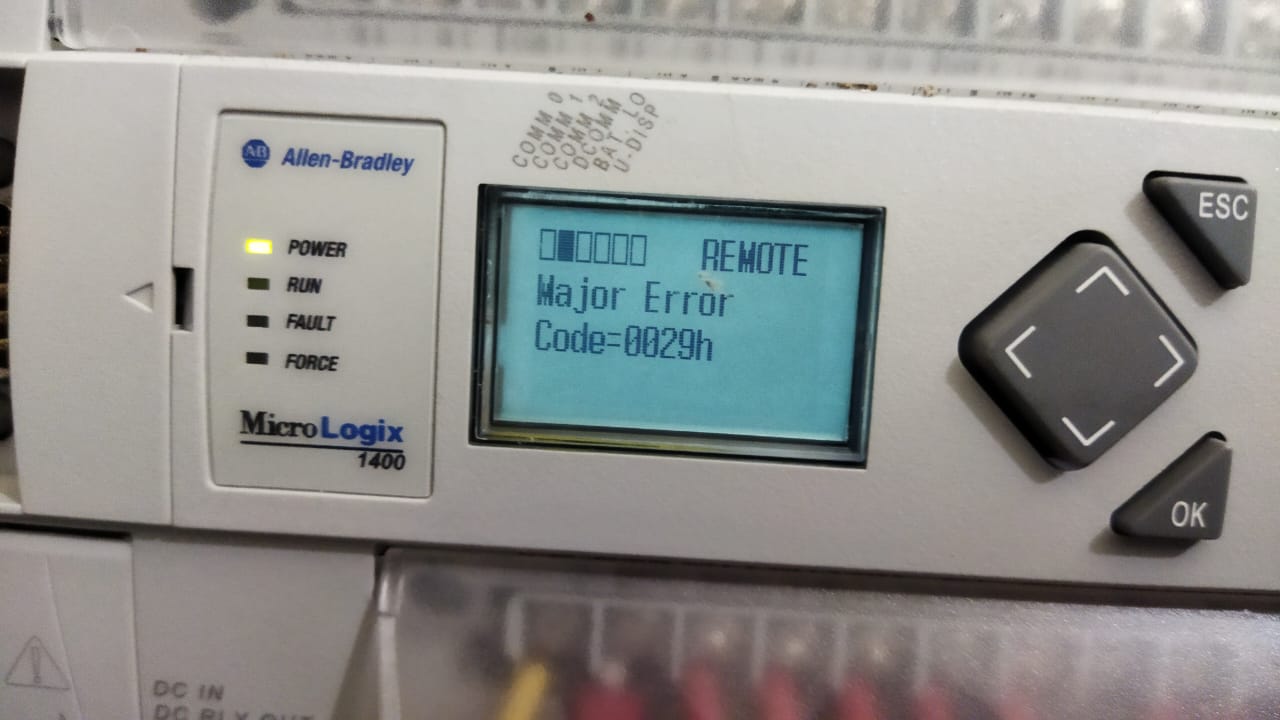 COMM 0
COMM 1
COMM 2
DCOMM
BAT LO
U.DISP
AB Allen-Bradley
POWER
RUN
FAULT
FORCE
MicroLogix
1400
REMOTE
Major Error
Code=0029h
ESC
OK
DC IN